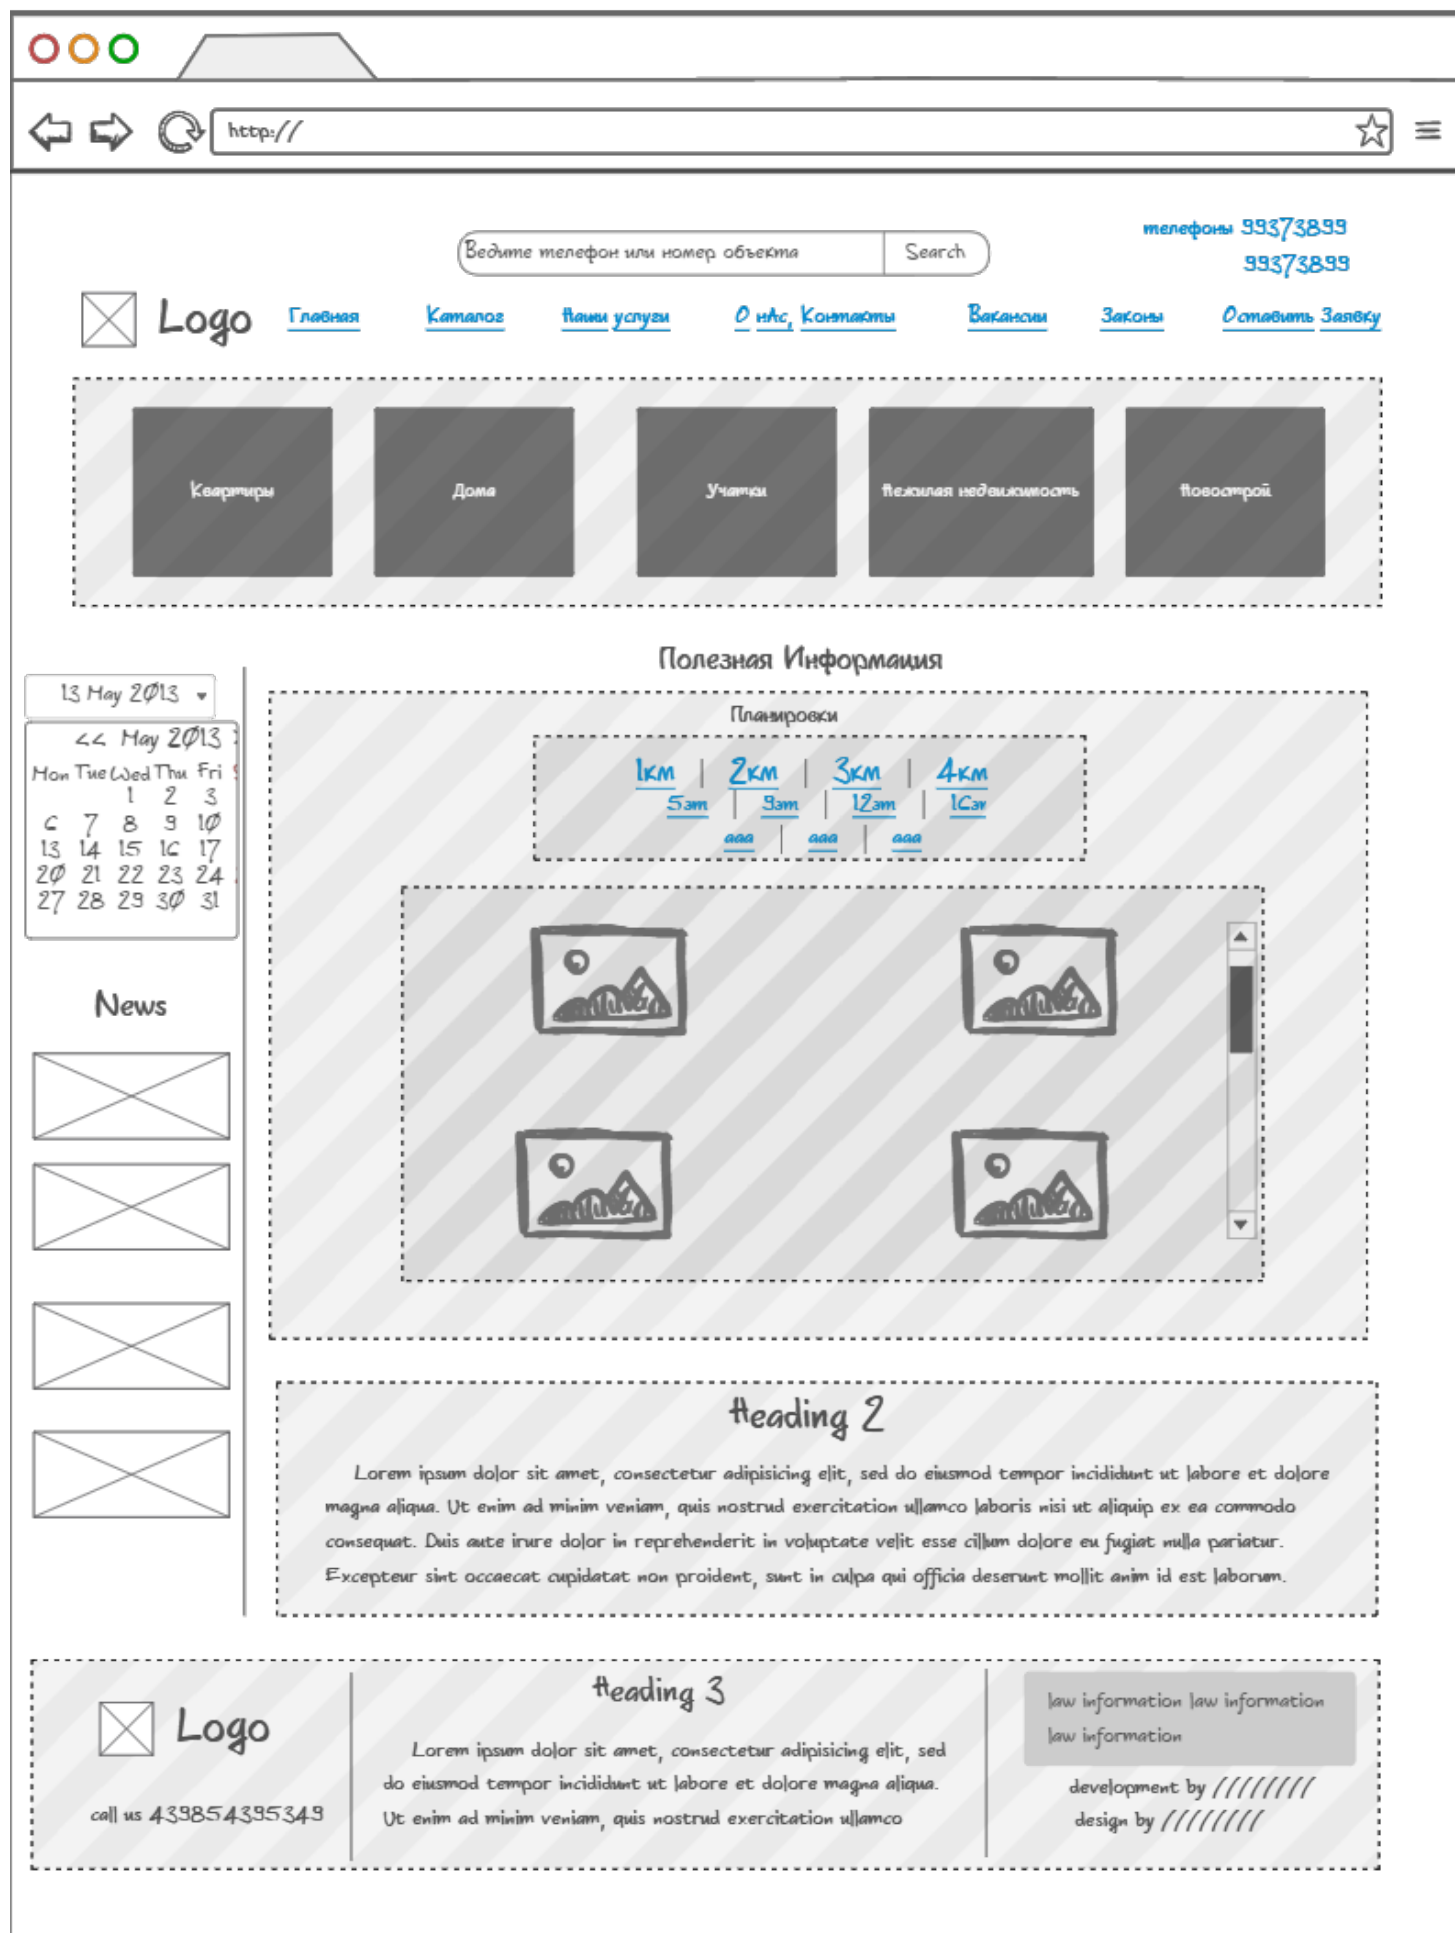 http://
телефоны 99373899
Ведите телефон или номер объекта Search
99373899
Logo Главная Каталог Наши услуги О нАс, Контакты Вакансии Законы Оставить Заявку
Квартиры Дома Учатки Нежилая недвижимость Новострой
Полезная Информация
13 May 2013
Планировки
<< May 2013
Mon Tue Wed Thu Fri
1 2 3
6 7 8 9 10
13 14 15 16 17
20 21 22 23 24
27 28 29 30 31
1км | 2км | 3км | 4км
5эт | 9эт | 12эт | 16эт
ааа | ааа | ааа
News
Heading 2
Lorem ipsum dolor sit amet, consectetur adipisicing elit, sed do eiusmod tempor incididunt ut labore et dolore
magna aliqua. Ut enim ad minim veniam, quis nostrud exercitation ullamco laboris nisi ut aliquip ex ea commodo
consequat. Duis aute irure dolor in reprehenderit in voluptate velit esse cillum dolore eu fugiat nulla pariatur.
Excepteur sint occaecat cupidatat non proident, sunt in culpa qui officia deserunt mollit anim id est laborum.
Logo
call us 439854395349
Heading 3
Lorem ipsum dolor sit amet, consectetur adipisicing elit, sed
do eiusmod tempor incididunt ut labore et dolore magna aliqua.
Ut enim ad minim veniam, quis nostrud exercitation ullamco
law information law information
law information
development by /////////
design by /////////